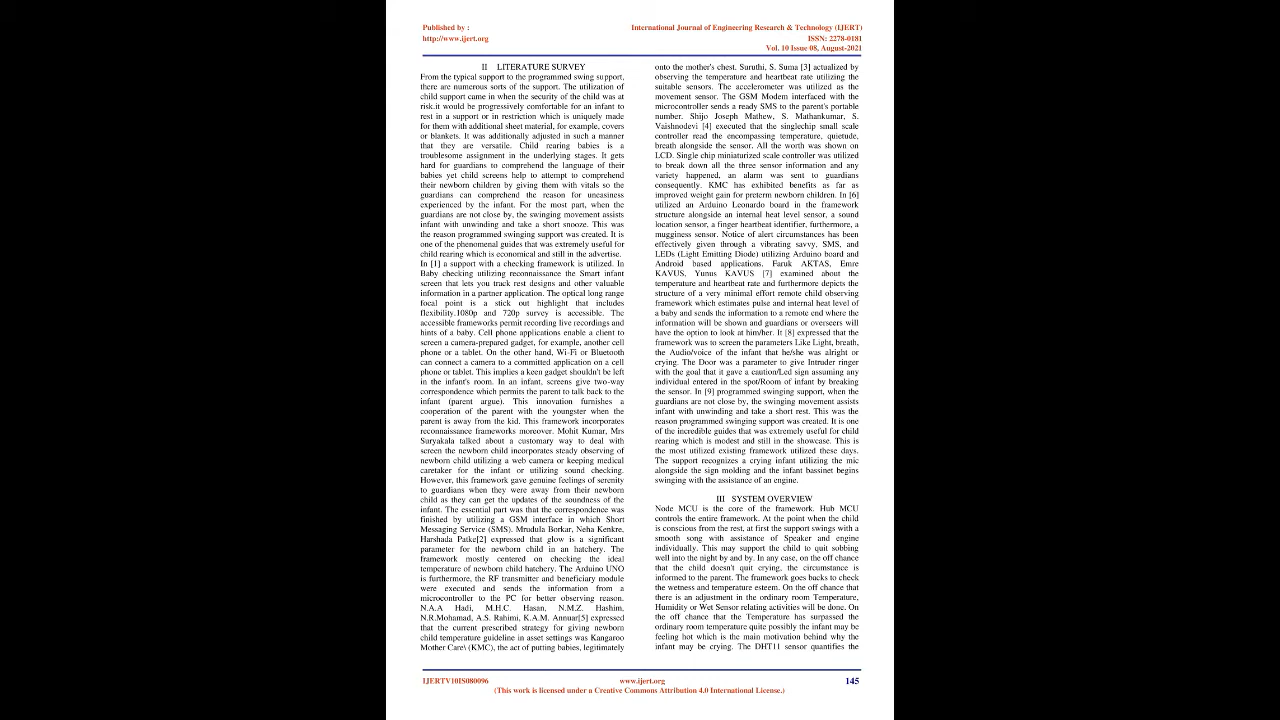 Published by :
International Journal of Engineering Research & Technology (IJERT)
http://www.ijert.org
ISSN: 2278-0181
Vol. 10 Issue 08, August-2021
II LITERATURE SURVEY
From the typical support to the programmed swing support,
there are numerous sorts of the support. The utilization of
child support came in when the security of the child was at
risk.it would be progressively comfortable for an infant to
rest in a support or in restriction which is uniquely made
for them with additional sheet material, for example, covers
or blankets. It was additionally adjusted in such a manner
that they are versatile. Child rearing babies is a
troublesome assignment in the underlying stages. It gets
hard for guardians to comprehend the language of their
babies yet child screens help to attempt to comprehend
their newborn children by giving them with vitals so the
guardians can comprehend the reason for uneasiness
experienced by the infant. For the most part, when the
guardians are not close by, the swinging movement assists
infant with unwinding and take a short snooze. This was
the reason programmed swinging support was created. It is
one of the phenomenal guides that was extremely useful for
child rearing which is economical and still in the advertise.
In [1] a support with a checking framework is utilized. In
Baby checking utilizing reconnaissance the Smart infant
screen that lets you track rest designs and other valuable
information in a partner application. The optical long range
focal point is a stick out highlight that includes
flexibility.1080p and 720p survey is accessible. The
accessible frameworks permit recording live recordings and
hints of a baby. Cell phone applications enable a client to
screen a camera-prepared gadget, for example, another cell
phone or a tablet. On the other hand, Wi-Fi or Bluetooth
can connect a camera to a committed application on a cell
phone or tablet. This implies a keen gadget shouldn't be left
in the infant's room. In an infant, screens give two-way
correspondence which permits the parent to talk back to the
infant (parent argue). This innovation furnishes a
cooperation of the parent with the youngster when the
parent is away from the kid. This framework incorporates
reconnaissance frameworks moreover. Mohit Kumar, Mrs
Suryakala talked about a customary way to deal with
screen the newborn child incorporates steady observing of
newborn child utilizing a web camera or keeping medical
caretaker for the infant or utilizing sound checking.
However, this framework gave genuine feelings of serenity
to guardians when they were away from their newborn
child as they can get the updates of the soundness of the
infant. The essential part was that the correspondence was
finished by utilizing a GSM interface in which Short
Messaging Service (SMS). Mrudula Borkar, Neha Kenkre,
Harshada Patke[2] expressed that glow is a significant
parameter for the newborn child in an hatchery. The
framework mostly centered on checking the ideal
temperature of newborn child hatchery. The Arduino UNO
is furthermore, the RF transmitter and beneficiary module
were executed and sends the information from a
microcontroller to the PC for better observing reason.
N.A.A Hadi, M.H.C. Hasan, N.M.Z. Hashim,
N.R.Mohamad, A.S. Rahimi, K.A.M. Annuar[5] expressed
that the current prescribed strategy for giving newborn
child temperature guideline in asset settings was Kangaroo
Mother Care\ (KMC), the act of putting babies, legitimately
onto the mother's chest. Suruthi, S. Suma [3] actualized by
observing the temperature and heartbeat rate utilizing the
suitable sensors. The accelerometer was utilized as the
movement sensor. The GSM Modem interfaced with the
microcontroller sends a ready SMS to the parent's portable
number. Shijo Joseph Mathew, S. Mathankumar, S.
Vaishnodevi [4] executed that the singlechip small scale
controller read the encompassing temperature, quietude,
breath alongside the sensor. All the worth was shown on
LCD. Single chip miniaturized scale controller was utilized
to break down all the three sensor information and any
variety happened, an alarm was sent to guardians
consequently. KMC has exhibited benefits as far as
improved weight gain for preterm newborn children. In [6]
utilized an Arduino Leonardo board in the framework
structure alongside an internal heat level sensor, a sound
location sensor, a finger heartbeat identifier, furthermore, a
mugginess sensor. Notice of alert circumstances has been
effectively given through a vibrating savvy, SMS, and
LEDs (Light Emitting Diode) utilizing Arduino board and
Android based applications. Faruk AKTAS, Emre
KAVUS, Yunus KAVUS [7] examined about the
temperature and heartbeat rate and furthermore depicts the
structure of a very minimal effort remote child observing
framework which estimates pulse and internal heat level of
a baby and sends the information to a remote end where the
information will be shown and guardians or overseers will
have the option to look at him/her. It [8] expressed that the
framework was to screen the parameters Like Light, breath,
the Audio/voice of the infant that he/she was alright or
crying. The Door was a parameter to give Intruder ringer
with the goal that it gave a caution/Led sign assuming any
individual entered in the spot/Room of infant by breaking
the sensor. In [9] programmed swinging support, when the
guardians are not close by, the swinging movement assists
infant with unwinding and take a short rest. This was the
reason programmed swinging support was created. It is one
of the incredible guides that was extremely useful for child
rearing which is modest and still in the showcase. This is
the most utilized existing framework utilized these days.
The support recognizes a crying infant utilizing the mic
alongside the sign molding and the infant bassinet begins
swinging with the assistance of an engine.
III SYSTEM OVERVIEW
Node MCU is the core of the framework. Hub MCU
controls the entire framework. At the point when the child
is conscious from the rest, at first the support swings with a
smooth song with assistance of Speaker and engine
individually. This may support the child to quit sobbing
well into the night by and by. In any case, on the off chance
that the child doesn't quit crying, the circumstance is
informed to the parent. The framework goes backs to check
the wetness and temperature esteem. On the off chance that
there is an adjustment in the ordinary room Temperature,
Humidity or Wet Sensor relating activities will be done. On
the off chance that the Temperature has surpassed the
ordinary room temperature quite possibly the infant may be
feeling hot which is the main motivation behind why the
infant may be crying. The DHT11 sensor quantifies the
IJERTV10IS080096
www.ijert.org
145
(This work is licensed under a Creative Commons Attribution 4.0 International License.)